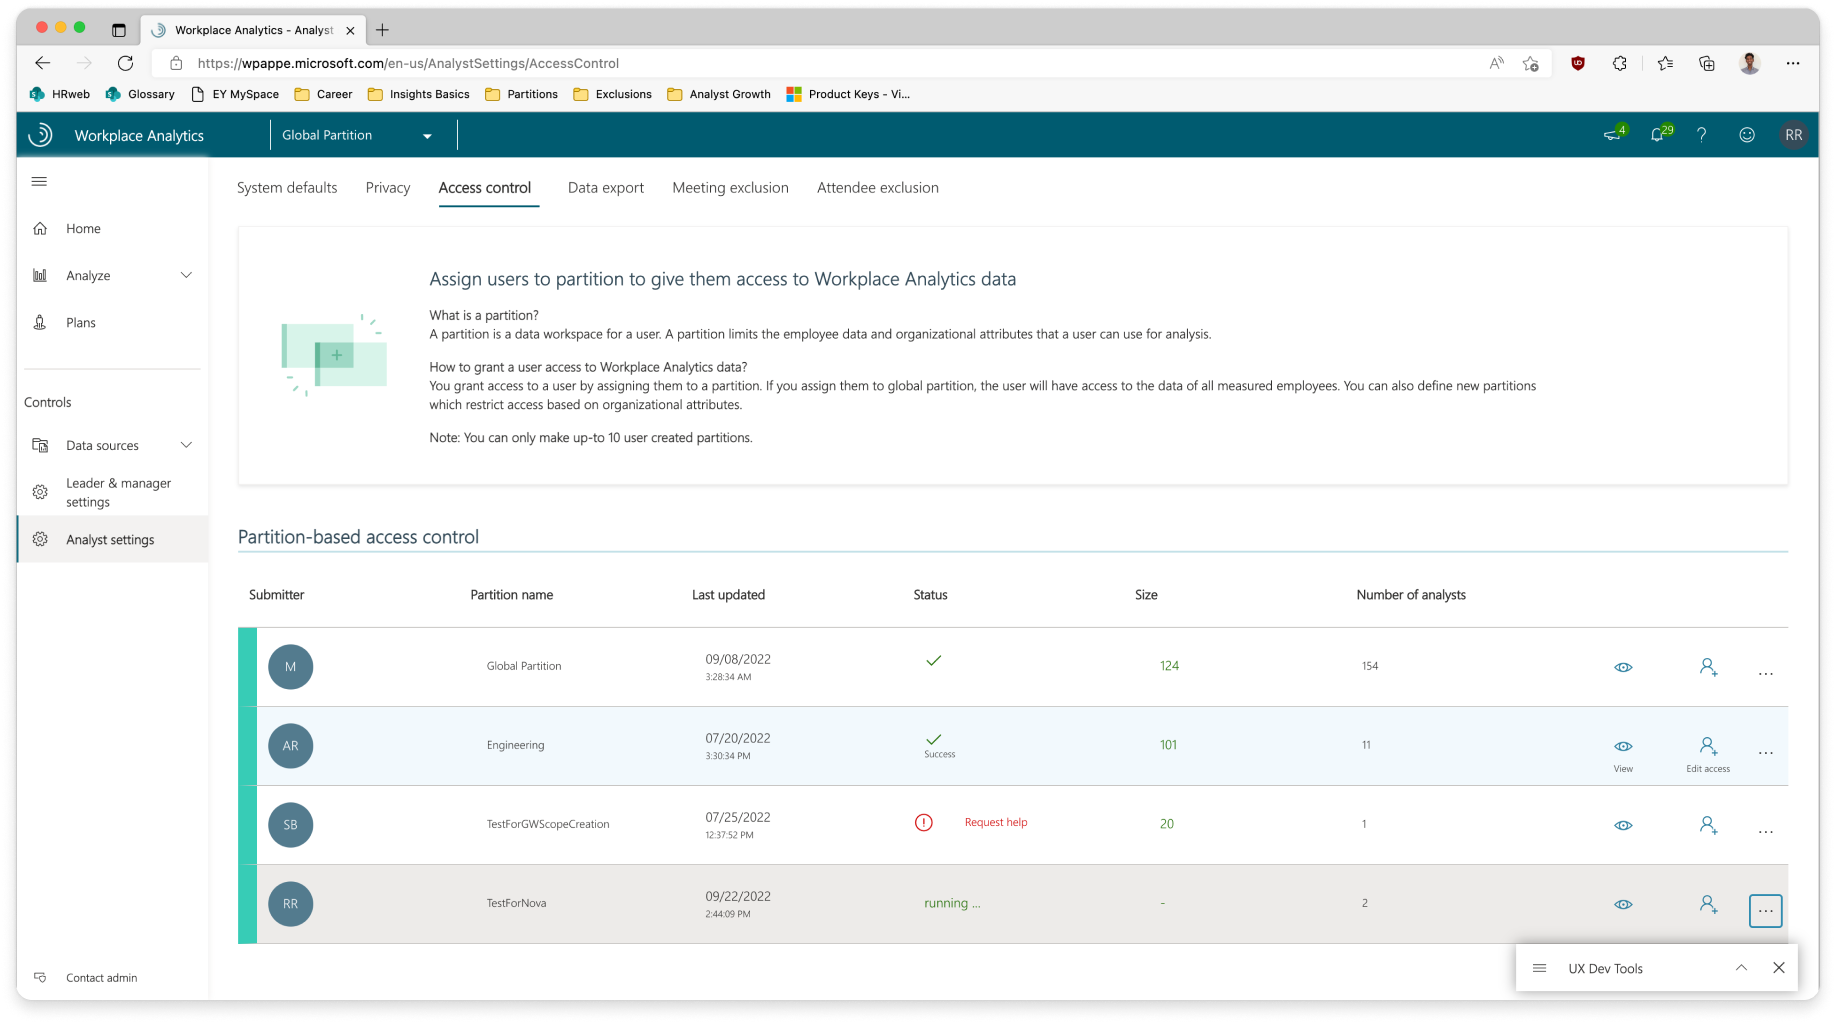 Workplace Analytics - Analyst
https://wpappe.microsoft.com/en-us/AnalystSettings/AccessControl
HRweb
Glossary
EY MySpace
Career
Insights Basics
Partitions
Exclusions
Analyst Growth
Product Keys - Vi...
Workplace Analytics
Global Partition
4
29
?
RR
System defaults
Privacy
Access control
Data export
Meeting exclusion
Attendee exclusion
Home
Analyze
Plans
Controls
Data sources
Leader & manager
settings
Analyst settings
Contact admin
Assign users to partition to give them access to Workplace Analytics data
What is a partition?
A partition is a data workspace for a user. A partition limits the employee data and organizational attributes that a user can use for analysis.
How to grant a user access to Workplace Analytics data?
You grant access to a user by assigning them to a partition. If you assign them to global partition, the user will have access to the data of all measured employees. You can also define new partitions
which restrict access based on organizational attributes.
Note: You can only make up-to 10 user created partitions.
Partition-based access control
Submitter
Partition name
Last updated
Status
Size
Number of analysts
M
Global Partition
09/08/2022
3:28:34 AM
124
154
...
AR
Engineering
07/20/2022
3:30:34 PM
Success
101
11
View
Edit access
...
SB
TestForGWScopeCreation
07/25/2022
12:37:52 PM
Request help
20
1
...
RR
TestForNova
09/22/2022
2:44:09 PM
running ...
-
2
...
UX Dev Tools